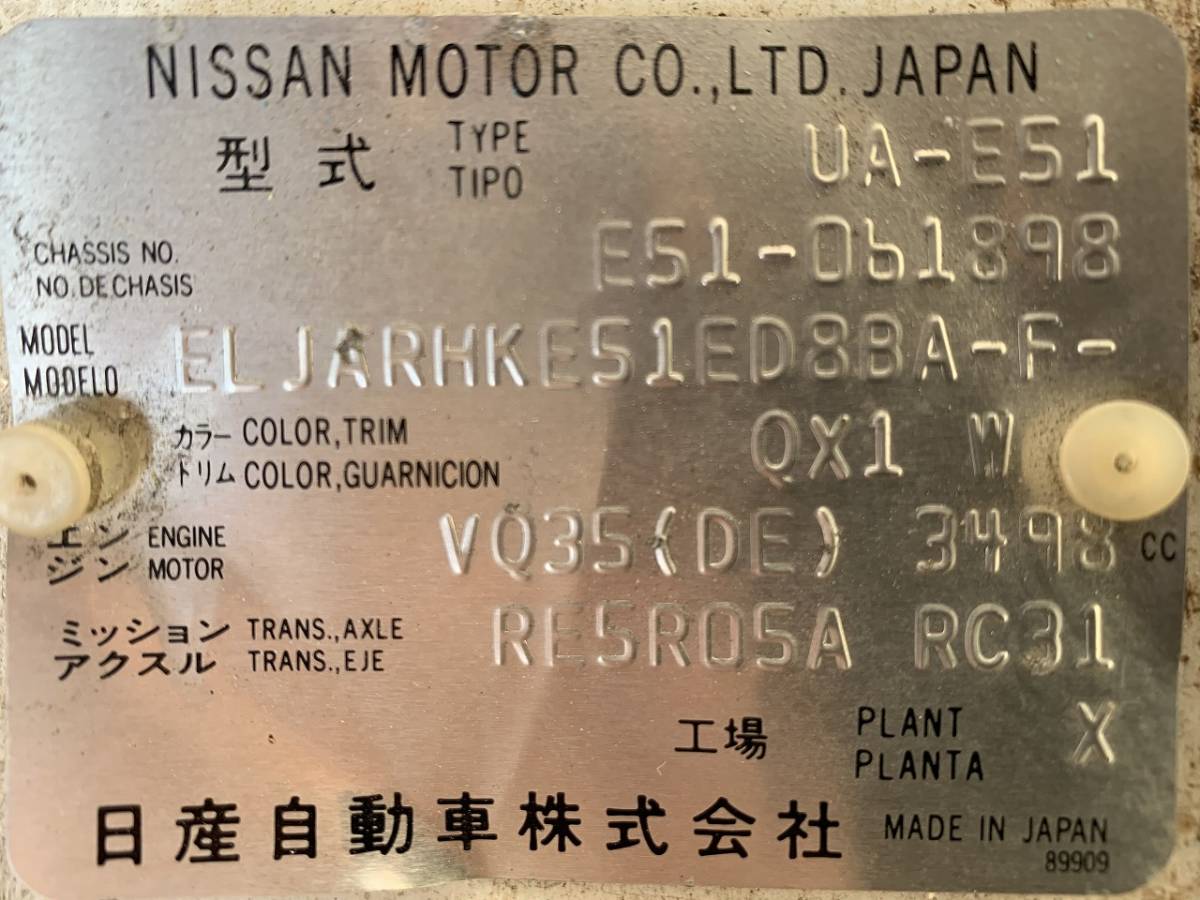 NISSAN MOTOR CO.,LTD. JAPAN
型式 TYPE UA-E51
TIPO
CHASSIS NO. E51-061898
NO. DE CHASIS
MODEL ELJARHKE51ED8BA-F-
MODELO
カラー COLOR,TRIM QX1 W
トリム COLOR,GUARNICION
エン ENGINE VQ35(DE) 3498 CC
ジン MOTOR
ミッション TRANS.,AXLE RE5R05A RC31
アクスル TRANS.,EJE
工場 PLANT X
PLANTA
日産自動車株式会社 MADE IN JAPAN
89909